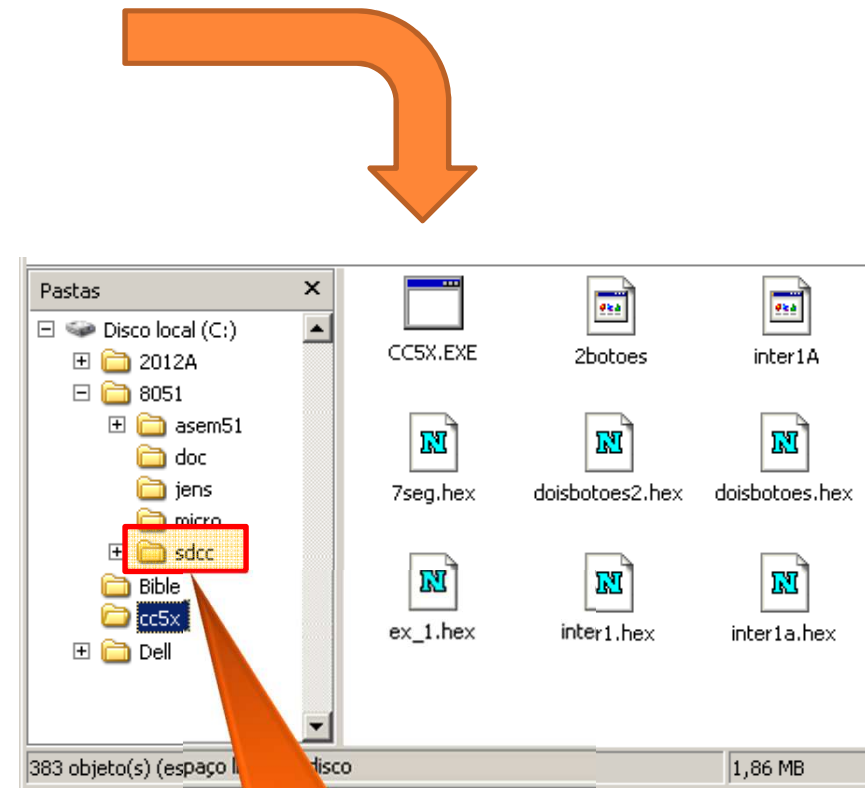 Pastas
Disco local (C:)
2012A
8051
asem51
doc
jens
micro
sdcc
Bible
cc5x
Dell
CC5X.EXE
2botoes
inter1A
7seg.hex
doisbotoes2.hex
doisbotoes.hex
ex_1.hex
inter1.hex
inter1a.hex
383 objeto(s) (espaço disco
1,86 MB